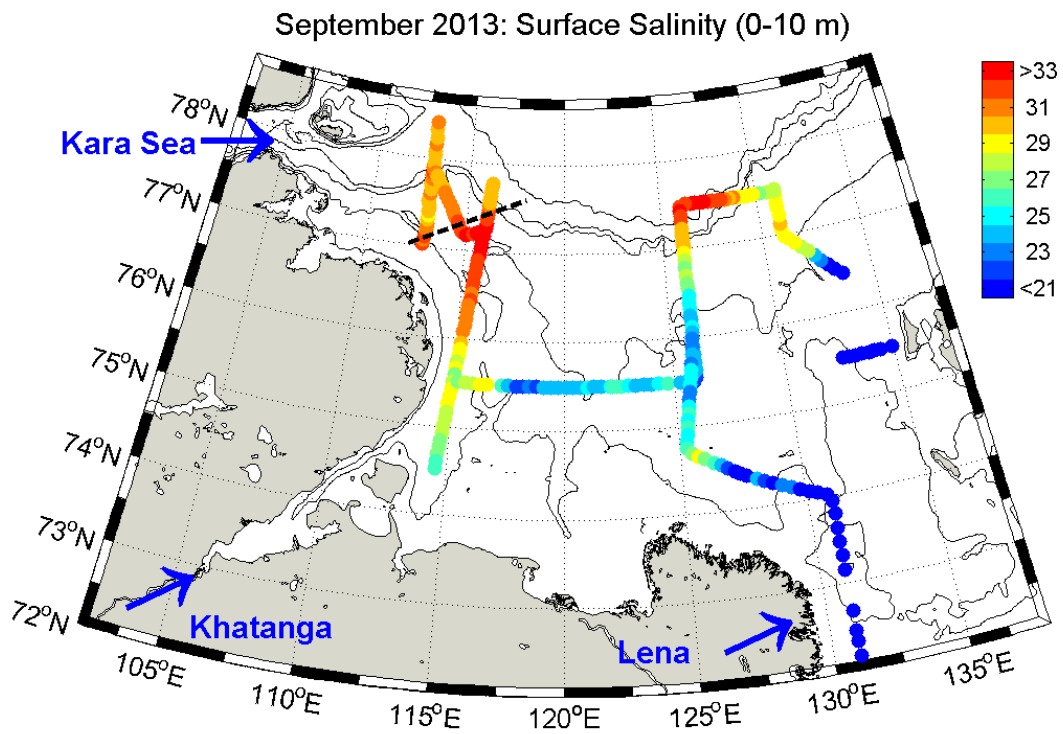 September 2013: Surface Salinity (0-10 m)
>33
31
29
27
25
23
<21
78°N
77°N
76°N
75°N
74°N
73°N
72°N
Kara Sea
Khatanga
Lena
105°E
110°E
115°E
120°E
125°E
130°E
135°E